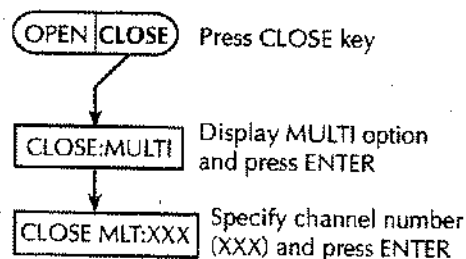 OPEN CLOSE Press CLOSE key
CLOSE:MULTI
Display MULTI option
and press ENTER
CLOSE MLT:XXX
Specify channel number
(XXX) and press ENTER